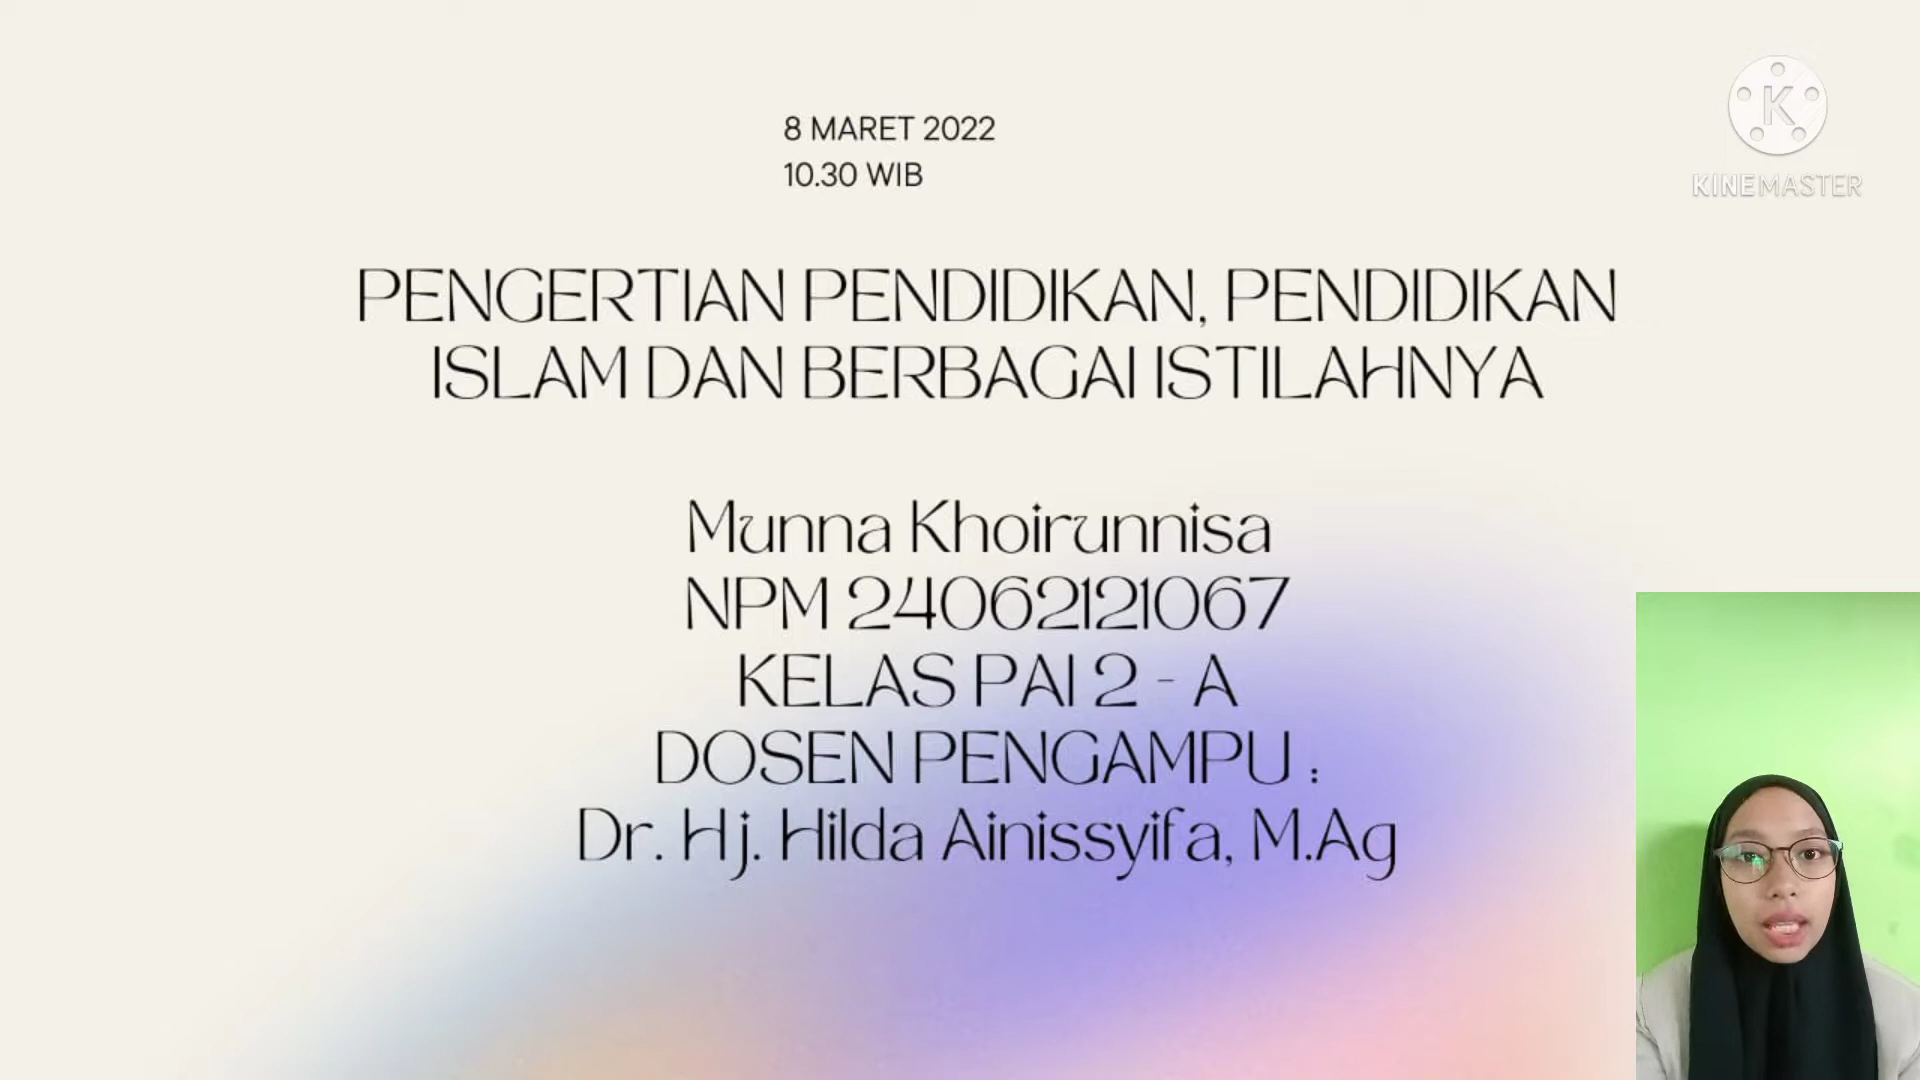 8 MARET 2022
10.30 WIB
K
KINEMASTER
PENGERTIAN PENDIDIKAN, PENDIDIKAN
ISLAM DAN BERBAGAI ISTILAHNYA
Munna Khoirunnisa
NPM 24062121067
KELAS PAI 2 - A
DOSEN PENGAMPU :
Dr. Hj. Hilda Ainissyifa, M.Ag